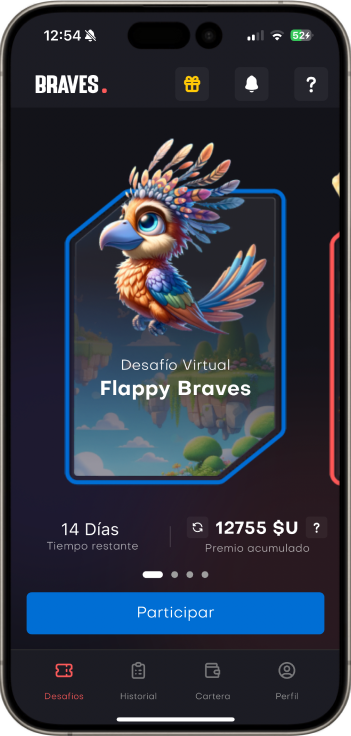 12:54
52
BRAVES.
?
Desafío Virtual
Flappy Braves
14 Días
Tiempo restante
12755 $U ?
Premio acumulado
Participar
Desafíos
Historial
Cartera
Perfil